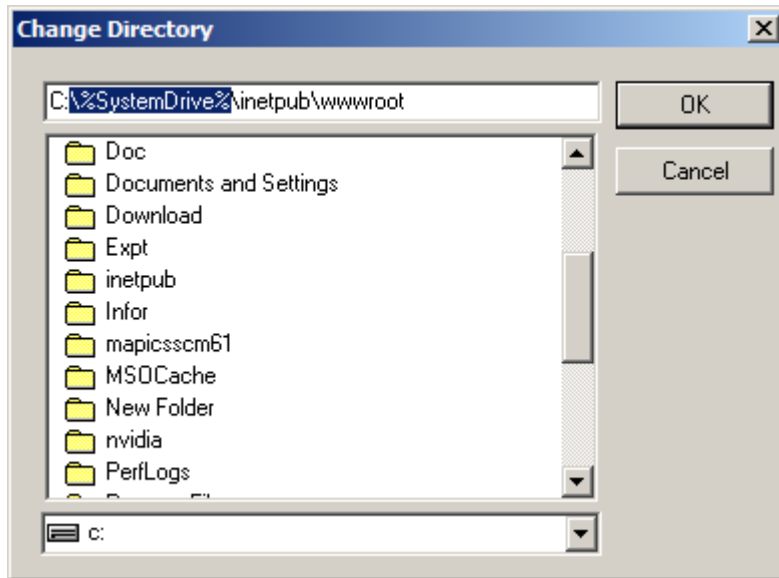 Change Directory
C:\%SystemDrive%\inetpub\wwwroot
OK
Doc
Cancel
Documents and Settings
Download
Expt
inetpub
Infor
mapicsscm61
MSOCache
New Folder
nvidia
PerfLogs
c: